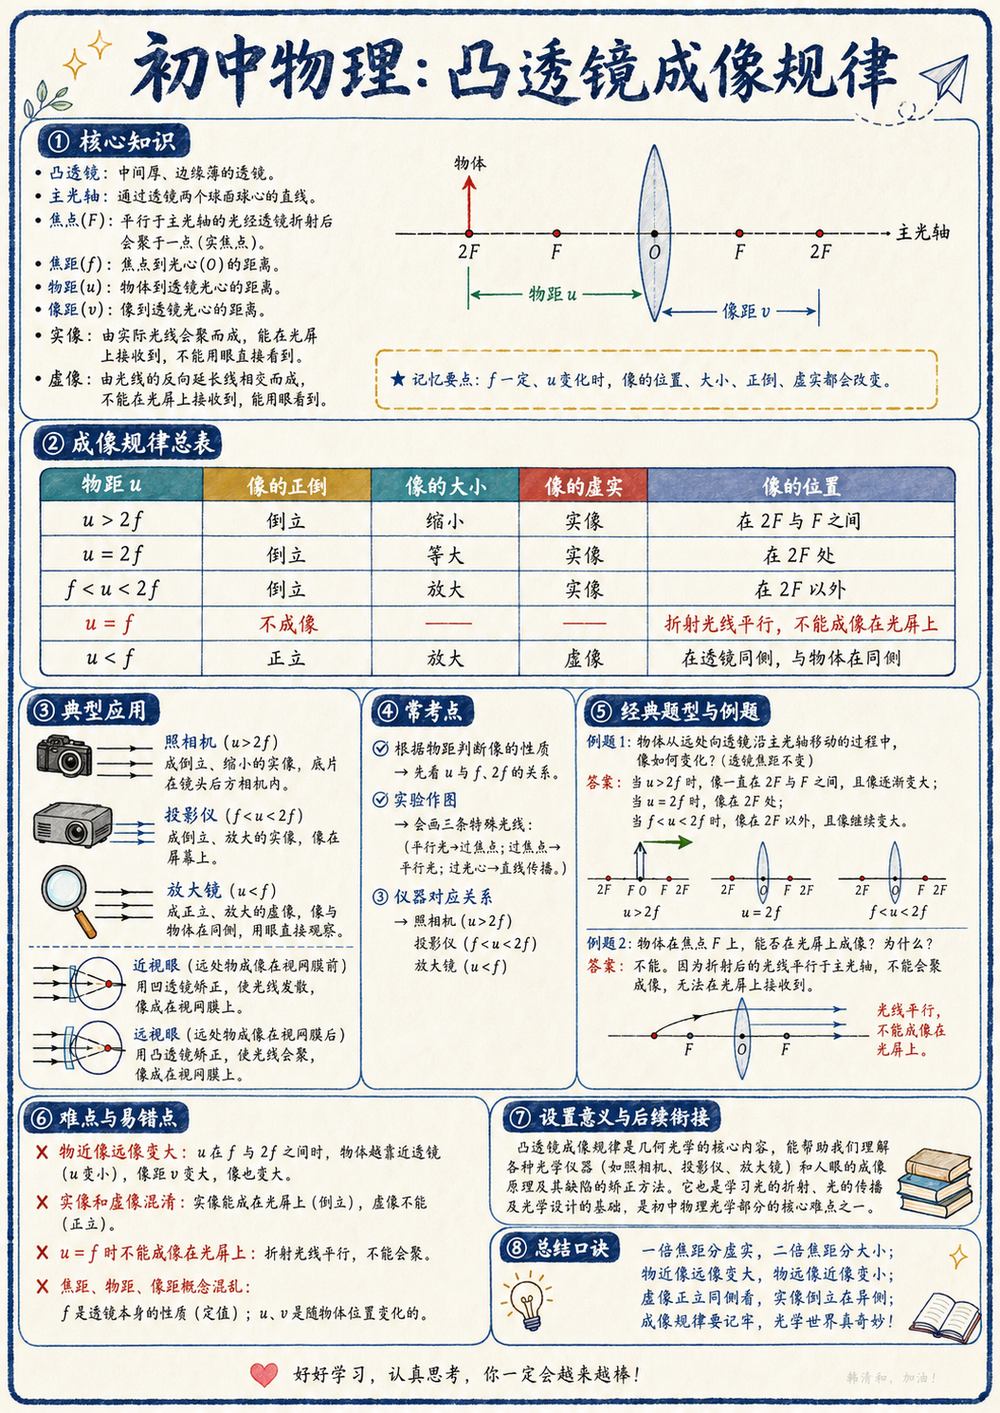 初中物理：凸透镜成像规律
① 核心知识
• 凸透镜：中间厚、边缘薄的透镜。
• 主光轴：通过透镜两个球面球心的直线。
• 焦点(F)：平行于主光轴的光经透镜折射后
会聚于一点(实焦点)。
• 焦距(f)：焦点到光心(O)的距离。
• 物距(u)：物体到透镜光心的距离。
• 像距(v)：像到透镜光心的距离。
• 实像：由实际光线会聚而成，能在光屏
上接收到，不能用眼直接看到。
• 虚像：由光线的反向延长线相交而成，
不能在光屏上接收到，能用眼看到。
物体
2F F O F 2F 主光轴
物距 u
像距 v
★ 记忆要点：f 一定、u 变化时，像的位置、大小、正倒、虚实都会改变。
② 成像规律总表
物距 u 像的正倒 像的大小 像的虚实 像的位置
u > 2f 倒立 缩小 实像 在 2F 与 F 之间
u = 2f 倒立 等大 实像 在 2F 处
f < u < 2f 倒立 放大 实像 在 2F 以外
u = f 不成像 —— —— 折射光线平行，不能成像在光屏上
u < f 正立 放大 虚像 在透镜同侧，与物体在同侧
③ 典型应用
照相机 (u>2f)
成倒立、缩小的实像，底片
在镜头后方相机内。
投影仪 (f<u<2f)
成倒立、放大的实像，像在
屏幕上。
放大镜 (u<f)
成正立、放大的虚像，像与
物体在同侧，用眼直接观察。
近视眼 (远处物成像在视网膜前)
用凹透镜矫正，使光线发散，
像成在视网膜上。
远视眼 (远处物成像在视网膜后)
用凸透镜矫正，使光线会聚，
像成在视网膜上。
④ 常考点
根据物距判断像的性质
→ 先看 u 与 f、2f 的关系。
实验作图
→ 会画三条特殊光线：
(平行光→过焦点；过焦点→
平行光；过光心→直线传播。)
③ 仪器对应关系
→ 照相机 (u>2f)
投影仪 (f<u<2f)
放大镜 (u<f)
⑤ 经典题型与例题
例题1：物体从远处向透镜沿主光轴移动的过程中，
像如何变化？(透镜焦距不变)
答案：当 u>2f 时，像一直在 2F 与 F 之间，且像逐渐变大；
当 u=2f 时，像在 2F 处；
当 f<u<2f 时，像在 2F 以外，且像继续变大。
2F F O F 2F
u>2f
2F O F 2F
u=2f
2F F O F 2F
f<u<2f
例题2：物体在焦点 F 上，能否在光屏上成像？为什么？
答案：不能。因为折射后的光线平行于主光轴，不能会聚
成像，无法在光屏上接收到。
F O F
光线平行，
不能成像在
光屏上。
⑥ 难点与易错点
✗ 物近像远像变大：u 在 f 与 2f 之间时，物体越靠近透镜
(u 变小)，像距 v 变大，像也变大。
✗ 实像和虚像混淆：实像能成在光屏上 (倒立)，虚像不能
(正立)。
✗ u = f 时不能成像在光屏上：折射光线平行，不能会聚。
✗ 焦距、物距、像距概念混乱：
f 是透镜本身的性质 (定值)；u、v 是随物体位置变化的。
⑦ 设置意义与后续衔接
凸透镜成像规律是几何光学的核心内容，能帮助我们理解
各种光学仪器 (如照相机、投影仪、放大镜) 和人眼的成像
原理及其缺陷的矫正方法。它也是学习光的折射、光的传播
及光学设计的基础，是初中物理光学部分的核心难点之一。
⑧ 总结口诀
一倍焦距分虚实，二倍焦距分大小；
物近像远像变大，物远像近像变小；
虚像正立同侧看，实像倒立在异侧；
成像规律要记牢，光学世界真奇妙！
好好学习，认真思考，你一定会越来越棒！
韩清和，加油！